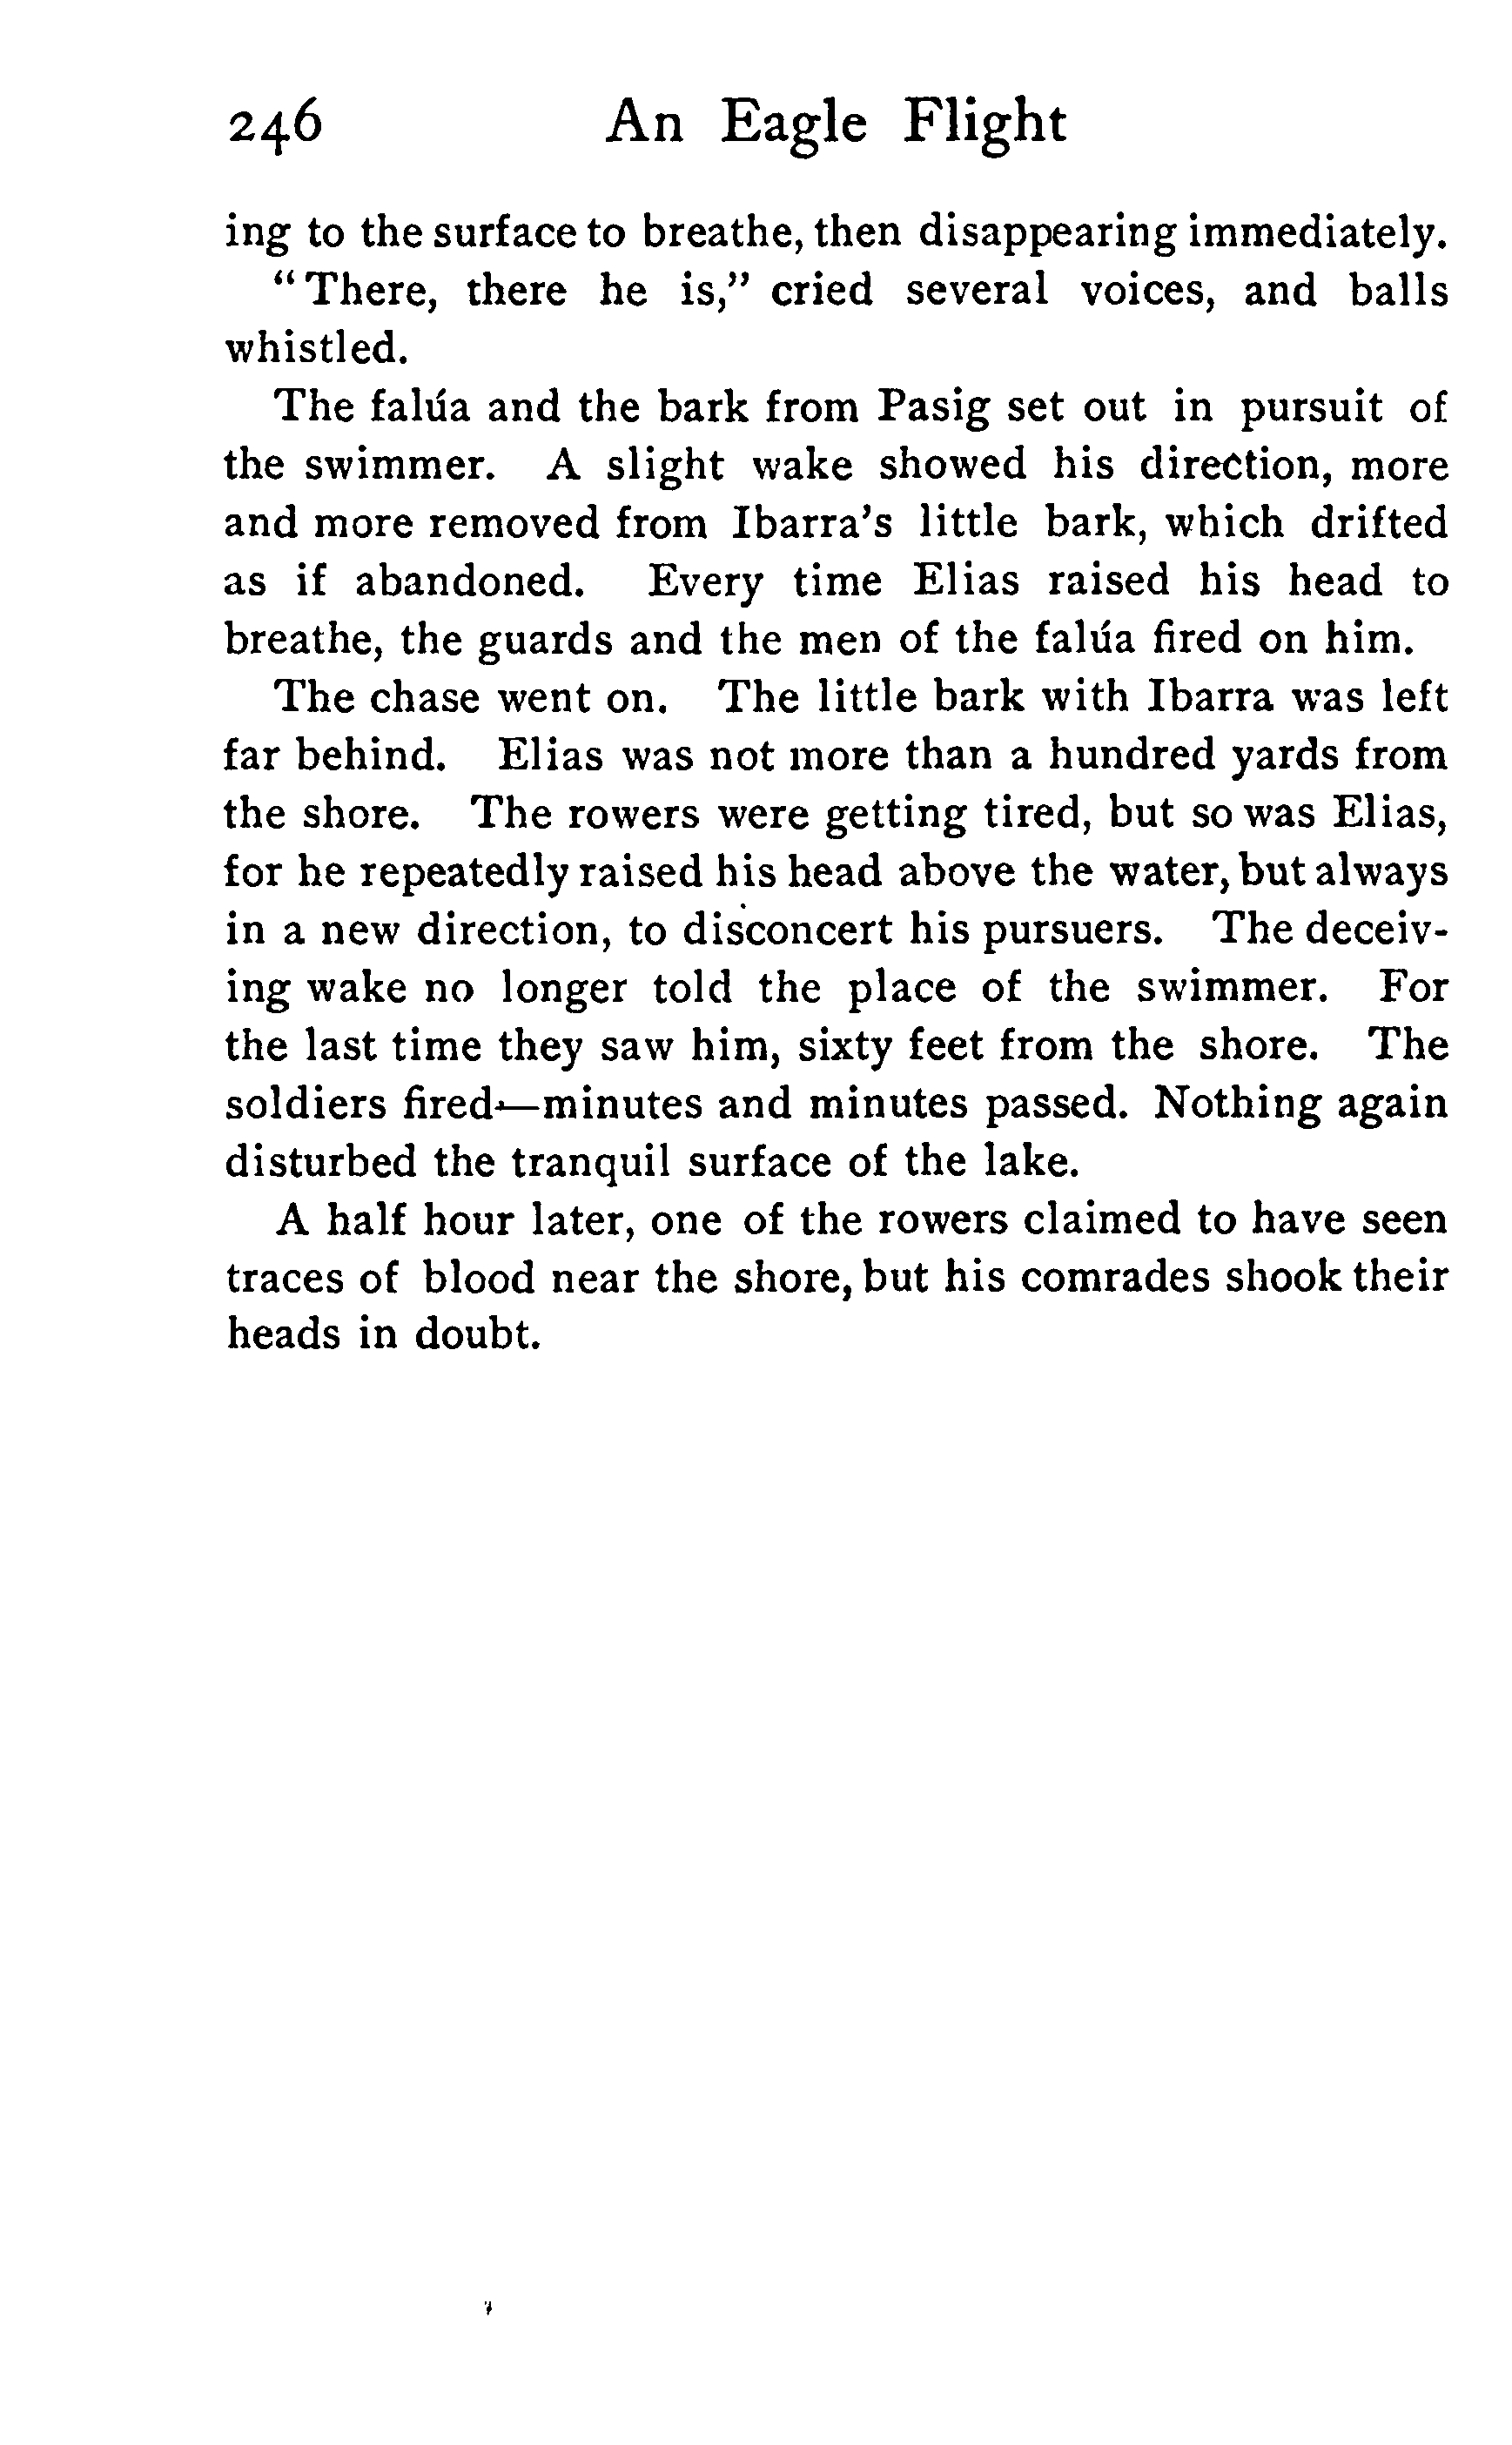 246 An Eagle Flight
ing to the surface to breathe, then disappearing immediately.
"There, there he is," cried several voices, and balls
whistled.
The falúa and the bark from Pasig set out in pursuit of
the swimmer. A slight wake showed his direction, more
and more removed from Ibarra's little bark, which drifted
as if abandoned. Every time Elias raised his head to
breathe, the guards and the men of the falúa fired on him.
The chase went on. The little bark with Ibarra was left
far behind. Elias was not more than a hundred yards from
the shore. The rowers were getting tired, but so was Elias,
for he repeatedly raised his head above the water, but always
in a new direction, to disconcert his pursuers. The deceiv-
ing wake no longer told the place of the swimmer. For
the last time they saw him, sixty feet from the shore. The
soldiers fired—minutes and minutes passed. Nothing again
disturbed the tranquil surface of the lake.
A half hour later, one of the rowers claimed to have seen
traces of blood near the shore, but his comrades shook their
heads in doubt.